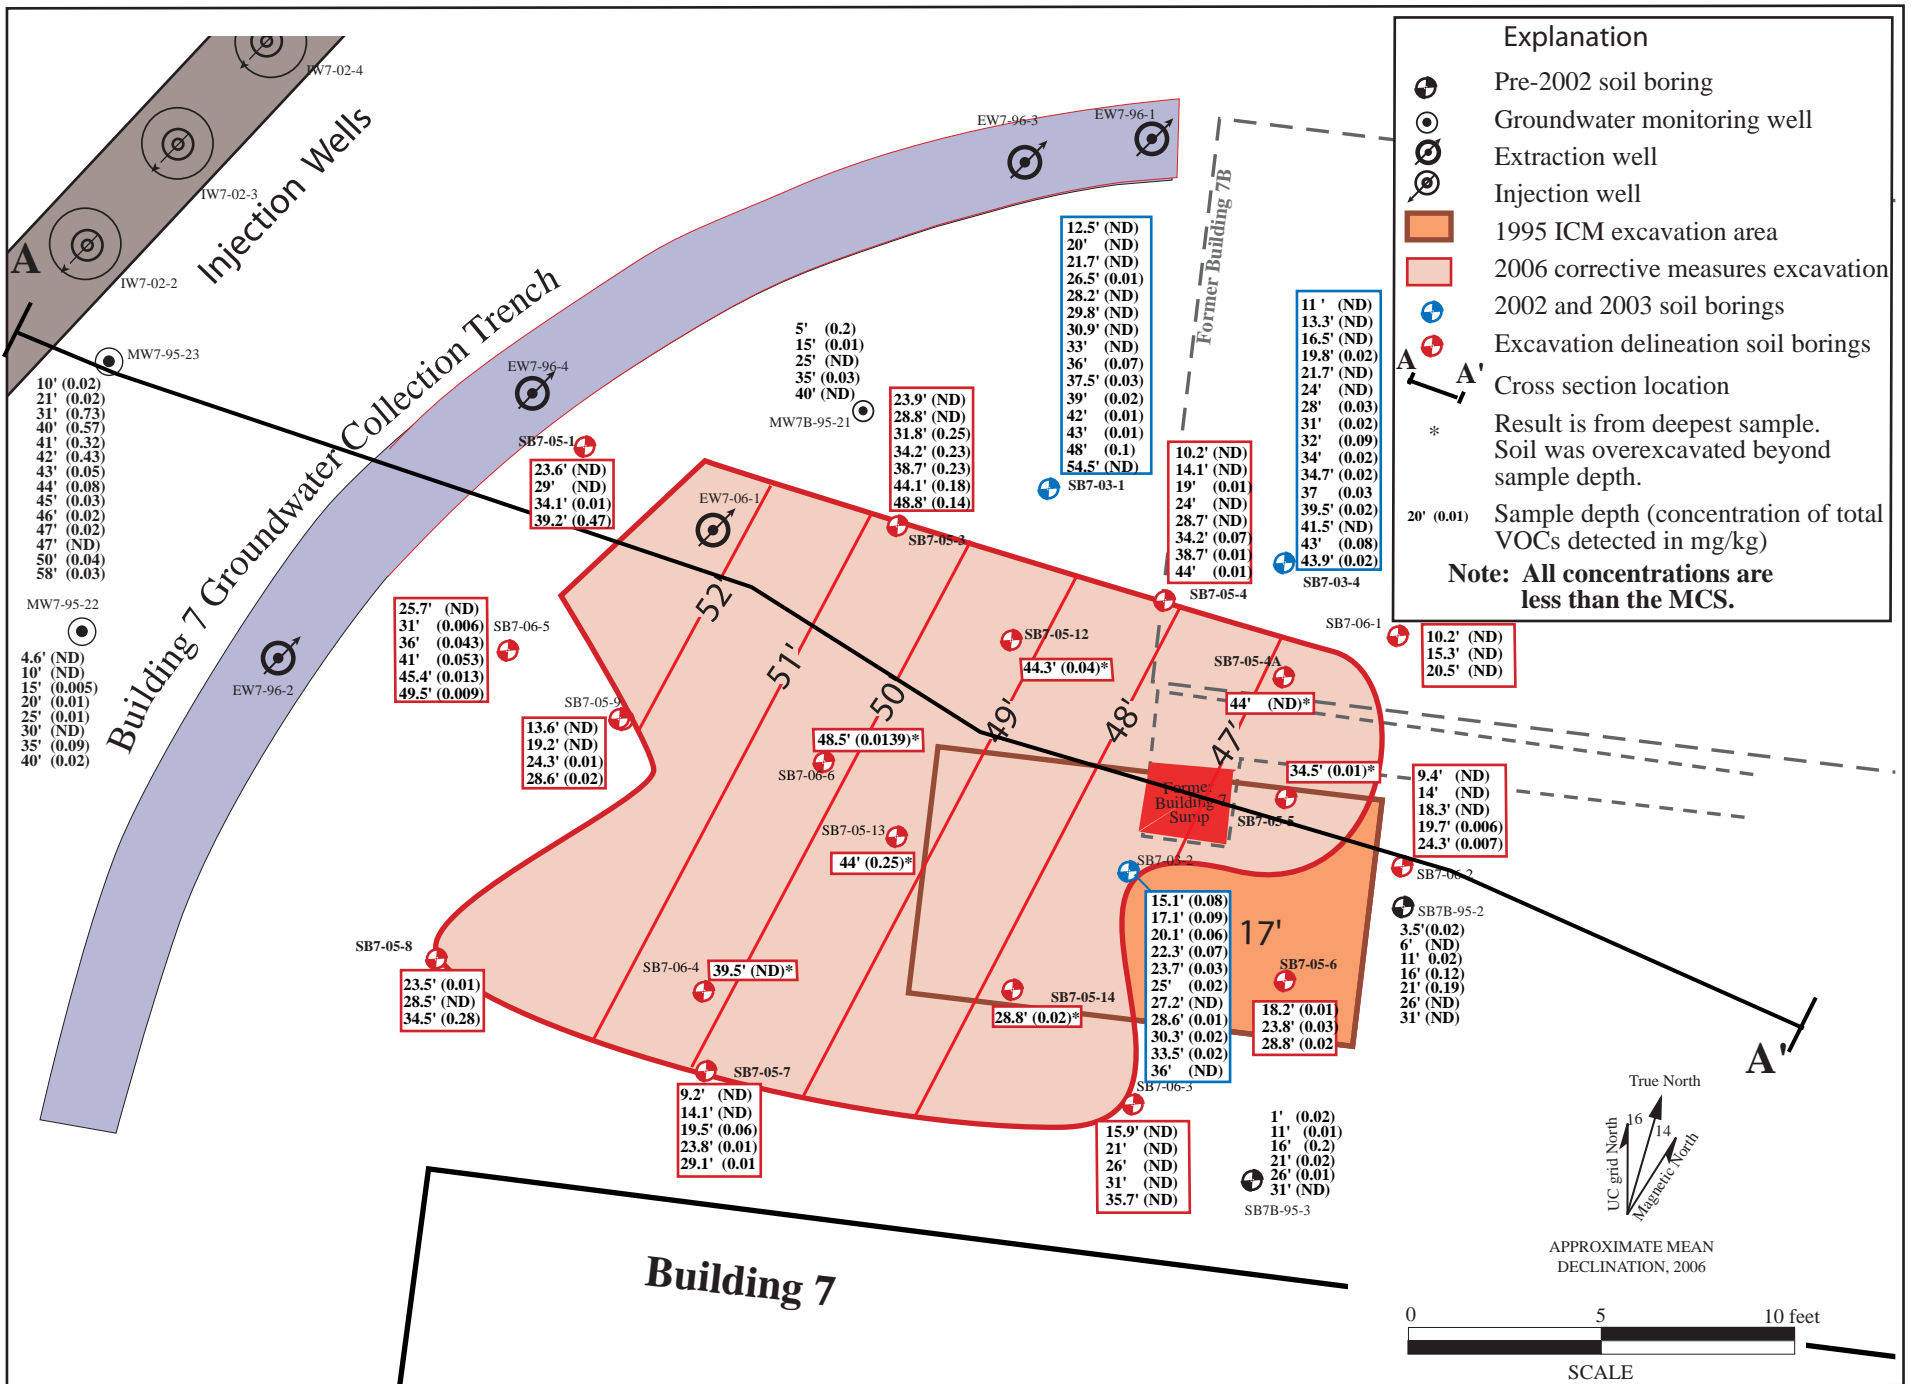 Explanation
Pre-2002 soil boring
Groundwater monitoring well
Extraction well
Injection well
1995 ICM excavation area
2006 corrective measures excavation
2002 and 2003 soil borings
Excavation delineation soil borings
A A'
Cross section location
* Result is from deepest sample.
Soil was overexcavated beyond
sample depth.
20' (0.01) Sample depth (concentration of total
VOCs detected in mg/kg)
Note: All concentrations are
less than the MCS.
IW7-02-4
IW7-02-3
IW7-02-2
Injection Wells
A
MW7-95-23
10' (0.02)
21' (0.02)
31' (0.73)
40' (0.57)
41' (0.32)
42' (0.43)
43' (0.05)
44' (0.08)
45' (0.03)
46' (0.02)
47' (0.02)
47' (ND)
50' (0.04)
58' (0.03)
MW7-95-22
4.6' (ND)
10' (ND)
15' (0.005)
20' (0.01)
25' (0.01)
30' (ND)
35' (0.09)
40' (0.02)
Building 7 Groundwater Collection Trench
EW7-96-3
EW7-96-1
EW7-96-4
EW7-96-2
Former Building 7B
5' (0.2)
15' (0.01)
25' (ND)
35' (0.03)
40' (ND)
MW7B-95-21
12.5' (ND)
20' (ND)
21.7' (ND)
26.5' (0.01)
28.2' (ND)
29.8' (ND)
30.9' (ND)
33' (ND)
36' (0.07)
37.5' (0.03)
39' (0.02)
42' (0.01)
43' (0.01)
48' (0.1)
54.5' (ND)
SB7-03-1
11 ' (ND)
13.3' (ND)
16.5' (ND)
19.8' (0.02)
21.7' (ND)
24' (ND)
28' (0.03)
31' (0.02)
32' (0.09)
34' (0.02)
34.7' (0.02)
37 (0.03
39.5' (0.02)
41.5' (ND)
43' (0.08)
43.9' (0.02)
SB7-03-4
SB7-05-1
23.6' (ND)
29' (ND)
34.1' (0.01)
39.2' (0.47)
23.9' (ND)
28.8' (ND)
31.8' (0.25)
34.2' (0.23)
38.7' (0.23)
44.1' (0.18)
48.8' (0.14)
SB7-05-3
10.2' (ND)
14.1' (ND)
19' (0.01)
24' (ND)
28.7' (ND)
34.2' (0.07)
38.7' (0.01)
44' (0.01)
SB7-05-4
EW7-06-1
SB7-06-1
10.2' (ND)
15.3' (ND)
20.5' (ND)
25.7' (ND)
31' (0.006)
36' (0.043)
41' (0.053)
45.4' (0.013)
49.5' (0.009)
SB7-06-5
SB7-05-12
44.3' (0.04)*
SB7-05-4A
44' (ND)*
52'
51'
50'
49'
48'
47'
SB7-05-9
13.6' (ND)
19.2' (ND)
24.3' (0.01)
28.6' (0.02)
48.5' (0.0139)*
SB7-06-6
34.5' (0.01)*
SB7-05-5
Former
Building 7
Sump
9.4' (ND)
14' (ND)
18.3' (ND)
19.7' (0.006)
24.3' (0.007)
SB7-06-2
SB7-05-13
44' (0.25)*
SB7-03-2
15.1' (0.08)
17.1' (0.09)
20.1' (0.06)
22.3' (0.07)
23.7' (0.03)
25' (0.02)
27.2' (ND)
28.6' (0.01)
30.3' (0.02)
33.5' (0.02)
36' (ND)
17'
SB7B-95-2
3.5'(0.02)
6' (ND)
11' 0.02)
16' (0.12)
21' (0.19)
26' (ND)
31' (ND)
SB7-05-8
23.5' (0.01)
28.5' (ND)
34.5' (0.28)
SB7-06-4
39.5' (ND)*
SB7-05-14
28.8' (0.02)*
SB7-05-6
18.2' (0.01)
23.8' (0.03)
28.8' (0.02
SB7-05-7
9.2' (ND)
14.1' (ND)
19.5' (0.06)
23.8' (0.01)
29.1' (0.01
SB7-06-3
15.9' (ND)
21' (ND)
26' (ND)
31' (ND)
35.7' (ND)
1' (0.02)
11' (0.01)
16' (0.2)
21' (0.02)
26' (0.01)
31' (ND)
SB7B-95-3
A'
Building 7
True North
UC grid North
16
14
Magnetic North
APPROXIMATE MEAN
DECLINATION, 2006
0 5 10 feet
SCALE